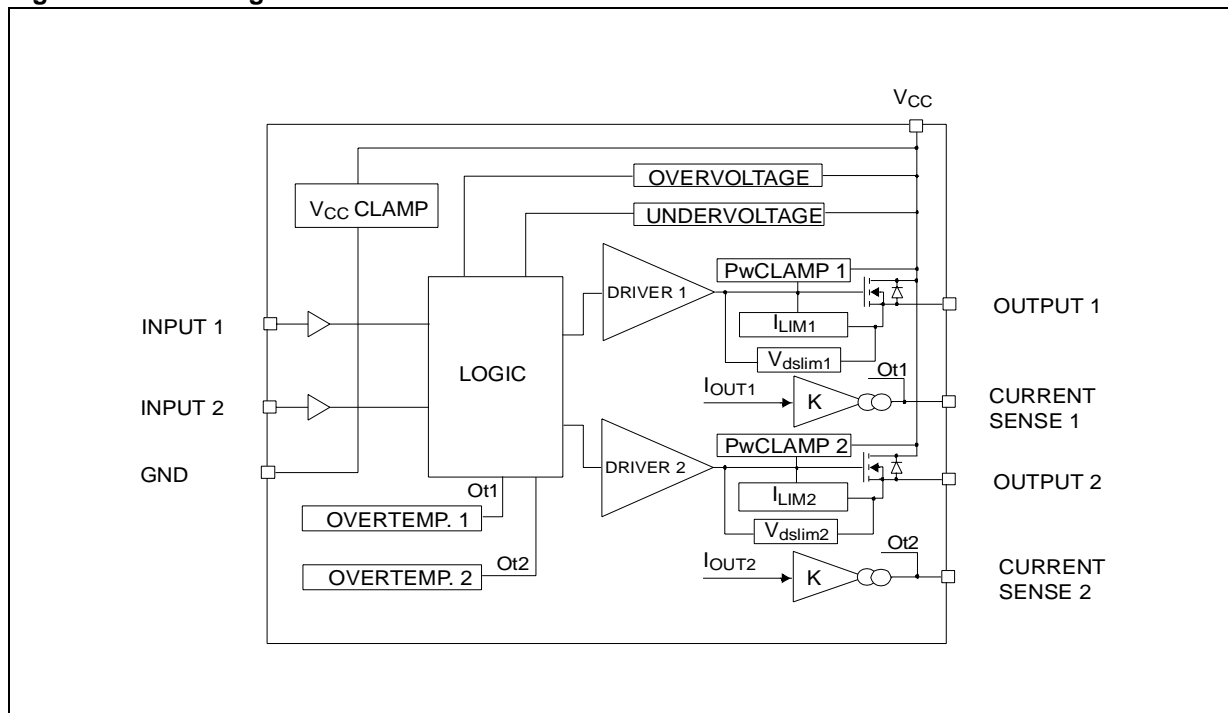 VCC
OVERVOLTAGE
VCC CLAMP
UNDERVOLTAGE
PwCLAMP 1
DRIVER 1
OUTPUT 1
INPUT 1
ILIM1
Vdslim1
LOGIC
Ot1
IOUT1
K
CURRENT
SENSE 1
INPUT 2
PwCLAMP 2
DRIVER 2
GND
OUTPUT 2
Ot1
ILIM2
OVERTEMP. 1
Vdslim2
Ot2
Ot2
IOUT2
K
CURRENT
SENSE 2
OVERTEMP. 2